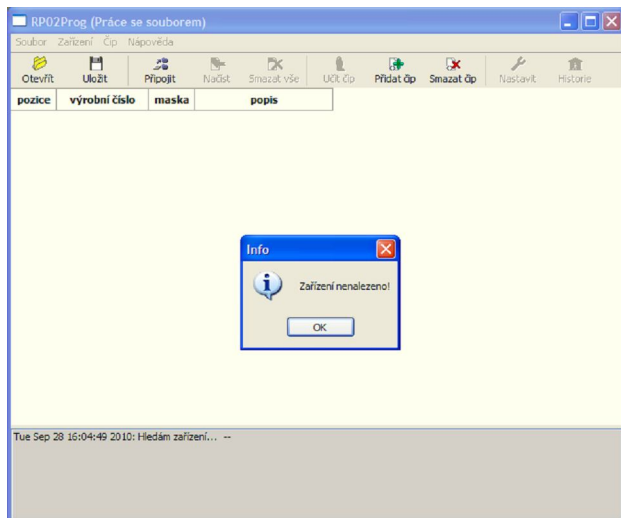 RP02Prog (Práce se souborem)
Soubor Zařízení Čip Nápověda
Otevřít Uložit Připojit Načíst Smazat vše Učit čip Přidat čip Smazat čip Nastavit Historie
pozice výrobní číslo maska popis
Info
Zařízení nenalezeno!
OK
Tue Sep 28 16:04:49 2010: Hledám zařízení... --